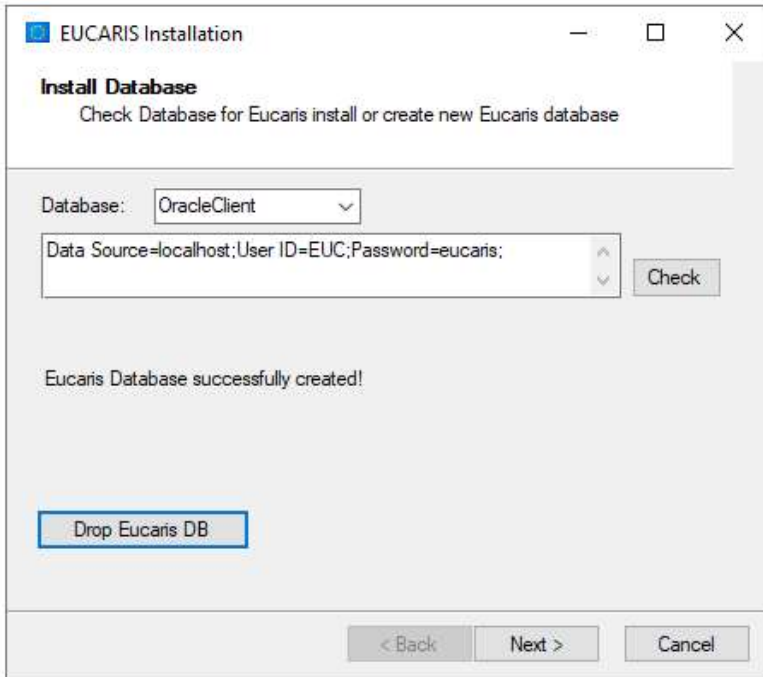 EUCARIS Installation
Install Database
Check Database for Eucaris install or create new Eucaris database
Database: OracleClient
Data Source=localhost;User ID=EUC;Password=eucaris;
Check
Eucaris Database successfully created!
Drop Eucaris DB
< Back Next > Cancel